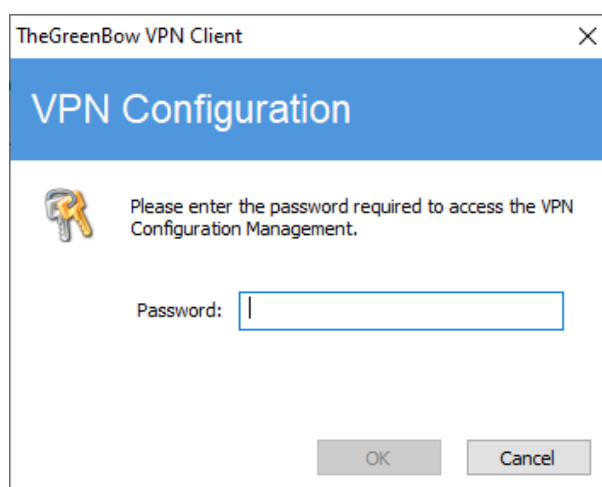 TheGreenBow VPN Client
VPN Configuration
Please enter the password required to access the VPN
Configuration Management.
Password:
OK
Cancel